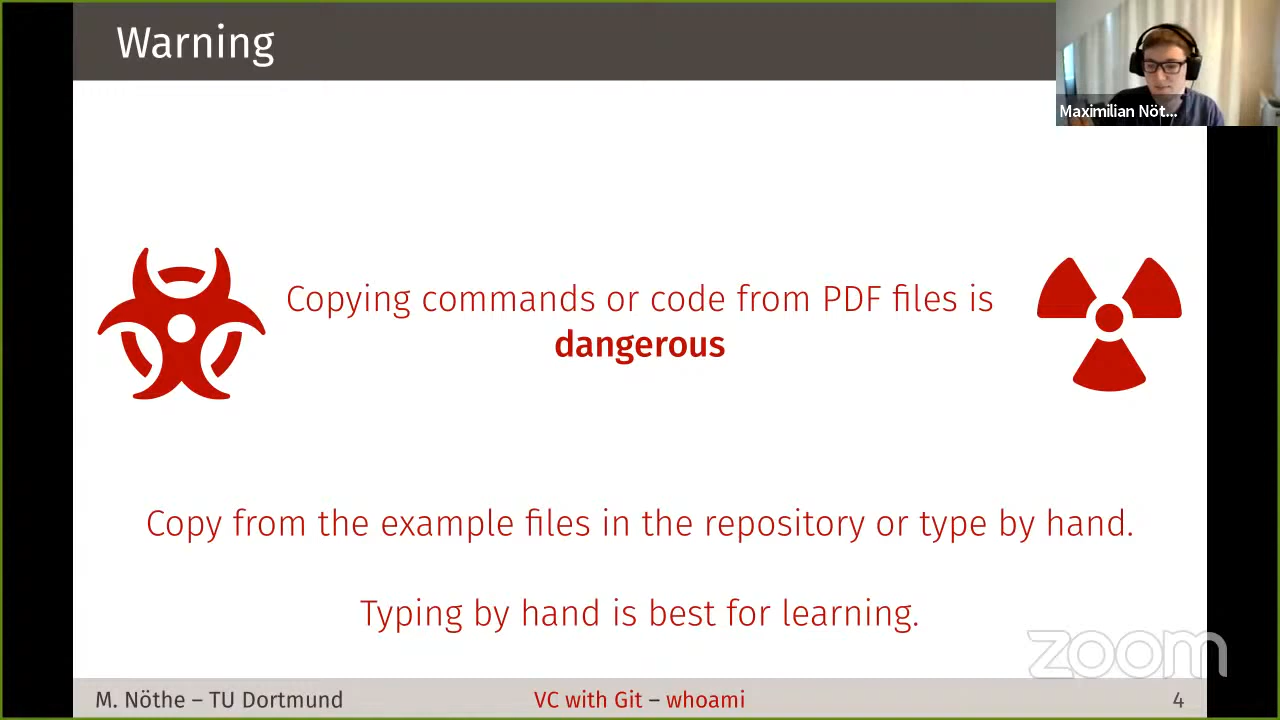 Warning
Maximilian Nöt...
Copying commands or code from PDF files is
dangerous
Copy from the example files in the repository or type by hand.
Typing by hand is best for learning.
zoom
M. Nöthe – TU Dortmund
VC with Git – whoami
4